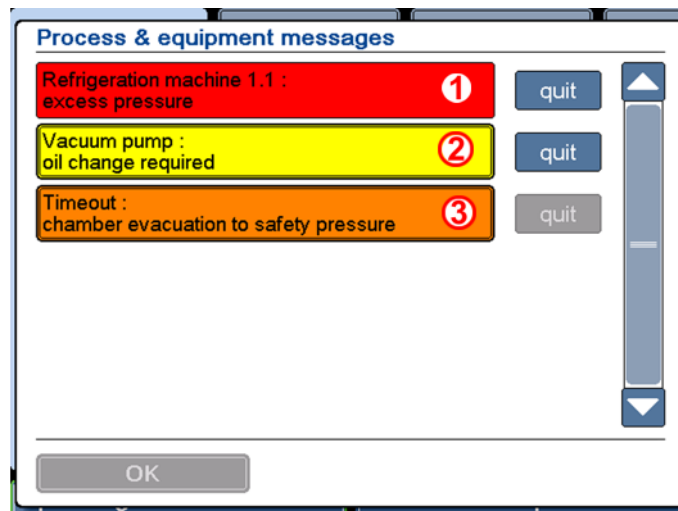 Process & equipment messages
Refrigeration machine 1.1 :
excess pressure
1
quit
Vacuum pump :
oil change required
2
quit
Timeout :
chamber evacuation to safety pressure
3
quit
OK